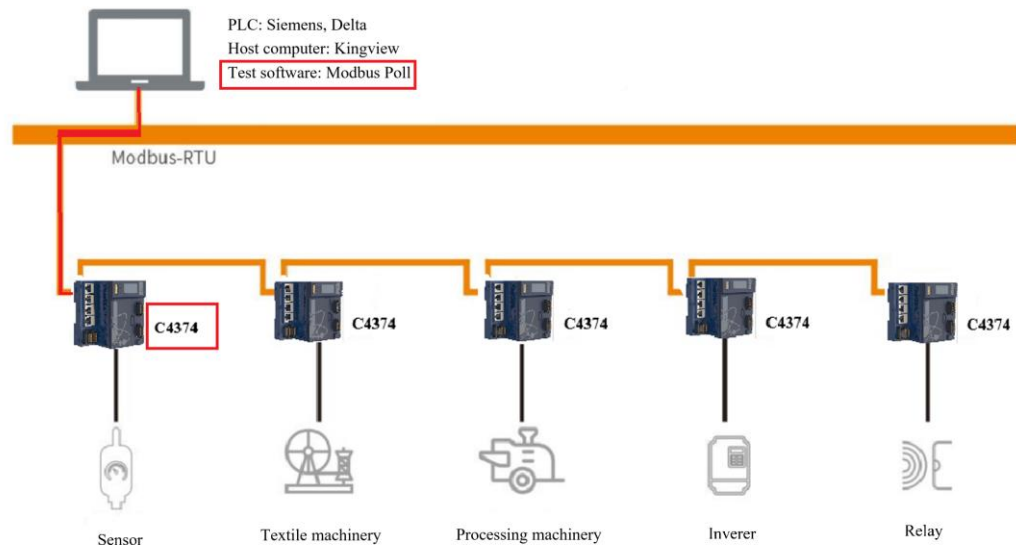 PLC: Siemens, Delta
Host computer: Kingview
Test software: Modbus Poll
Modbus-RTU
C4374
C4374
C4374
C4374
C4374
Sensor
Textile machinery
Processing machinery
Inverer
Relay